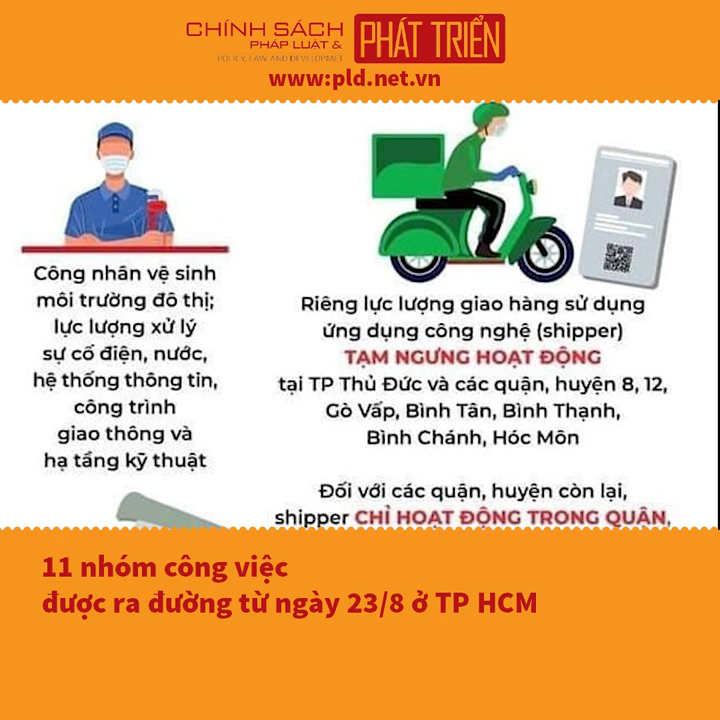 CHÍNH SÁCH
PHÁP LUẬT &
PHÁT TRIỂN
POLICY, LAW AND DEVELOPMET
www:pld.net.vn
Công nhân vệ sinh
môi trường đô thị;
lực lượng xử lý
sự cố điện, nước,
hệ thống thông tin,
công trình
giao thông và
hạ tầng kỹ thuật
Riêng lực lượng giao hàng sử dụng
ứng dụng công nghệ (shipper)
TẠM NGƯNG HOẠT ĐỘNG
tại TP Thủ Đức và các quận, huyện 8, 12,
Gò Vấp, Bình Tân, Bình Thạnh,
Bình Chánh, Hóc Môn
Đối với các quận, huyện còn lại,
shipper CHỈ HOẠT ĐỘNG TRONG QUẬN,
11 nhóm công việc
được ra đường từ ngày 23/8 ở TP HCM